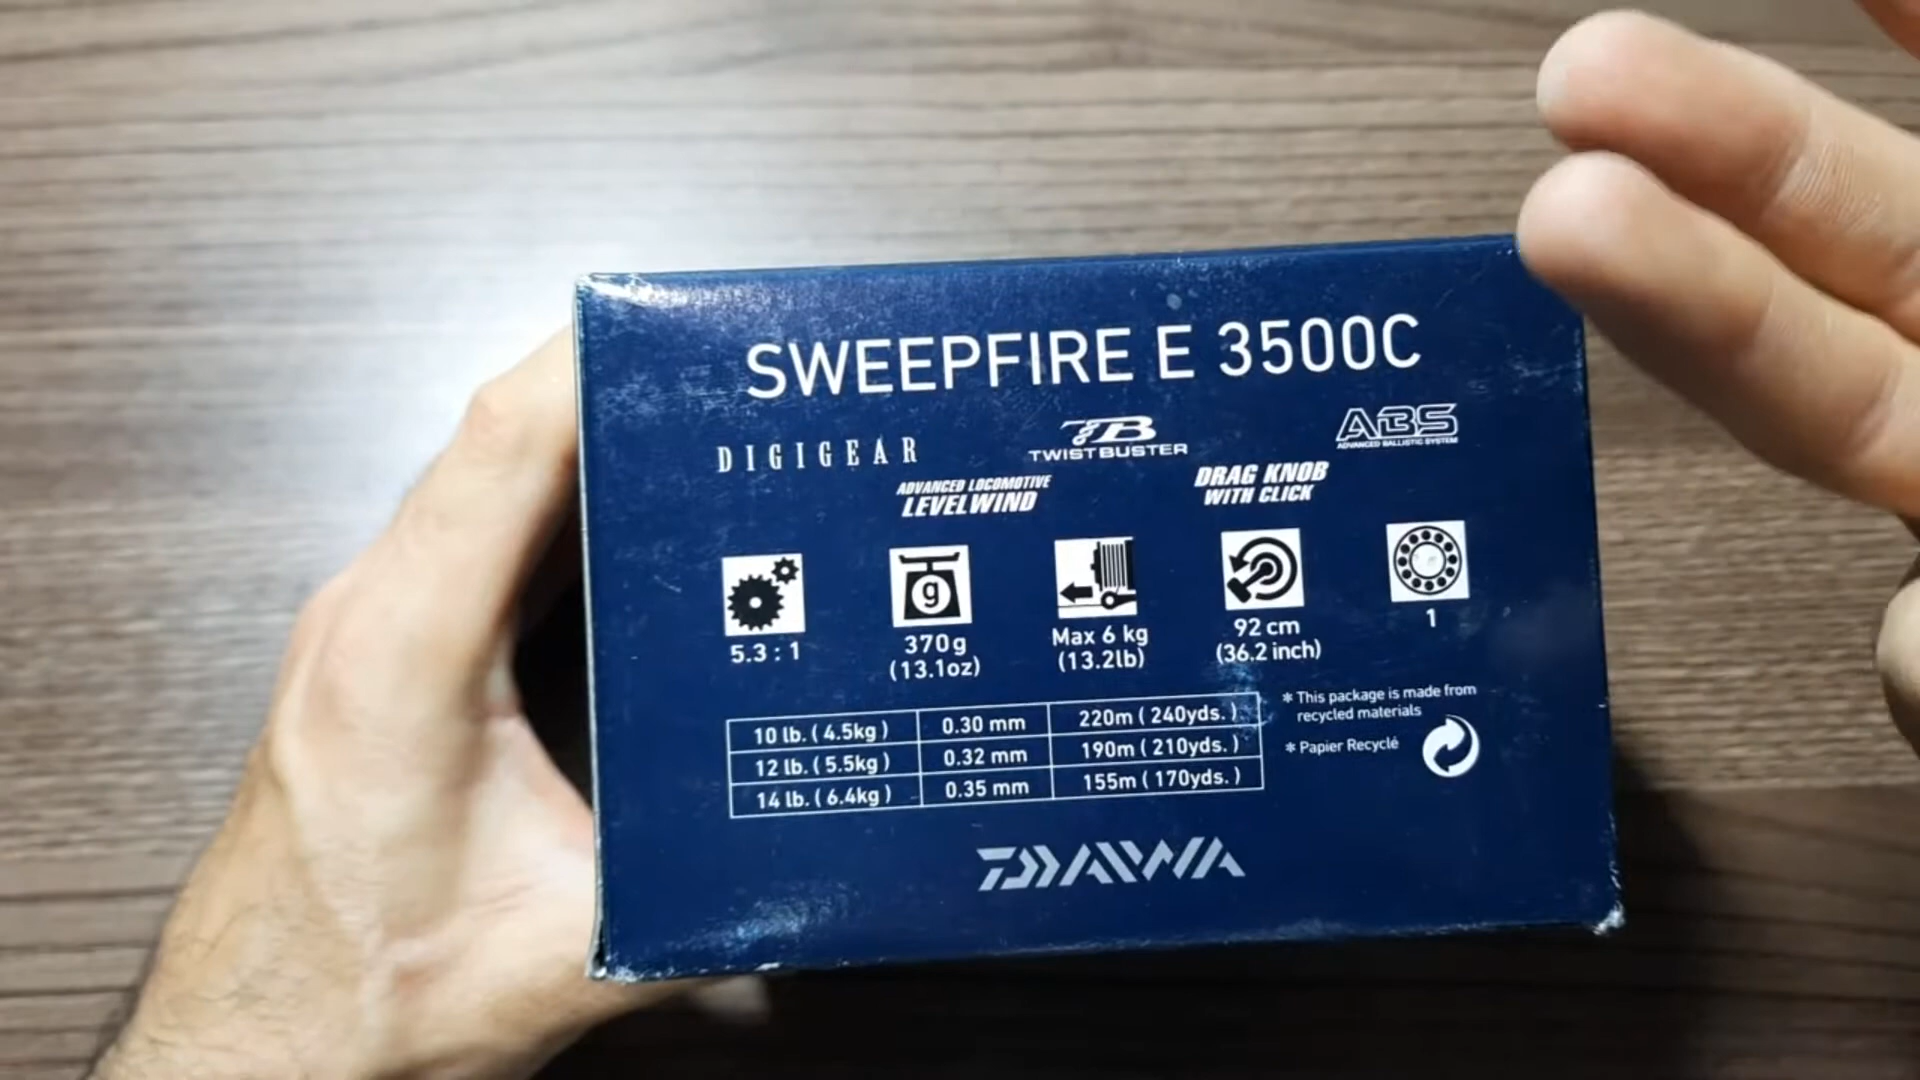 SWEEPFIRE E 3500C
DIGIGEAR
TB
TWISTBUSTER
ABS
ADVANCED BALLISTIC SYSTEM
ADVANCED LOCOMOTIVE
LEVELWIND
DRAG KNOB
WITH CLICK
g
5.3 : 1
370g
(13.1oz)
Max 6 kg
(13.2lb)
92 cm
(36.2 inch)
1
10 lb. ( 4.5kg ) 0.30 mm 220m ( 240yds. )
12 lb. ( 5.5kg ) 0.32 mm 190m ( 210yds. )
14 lb. ( 6.4kg ) 0.35 mm 155m ( 170yds. )
* This package is made from
recycled materials
* Papier Recyclé
DAIWA